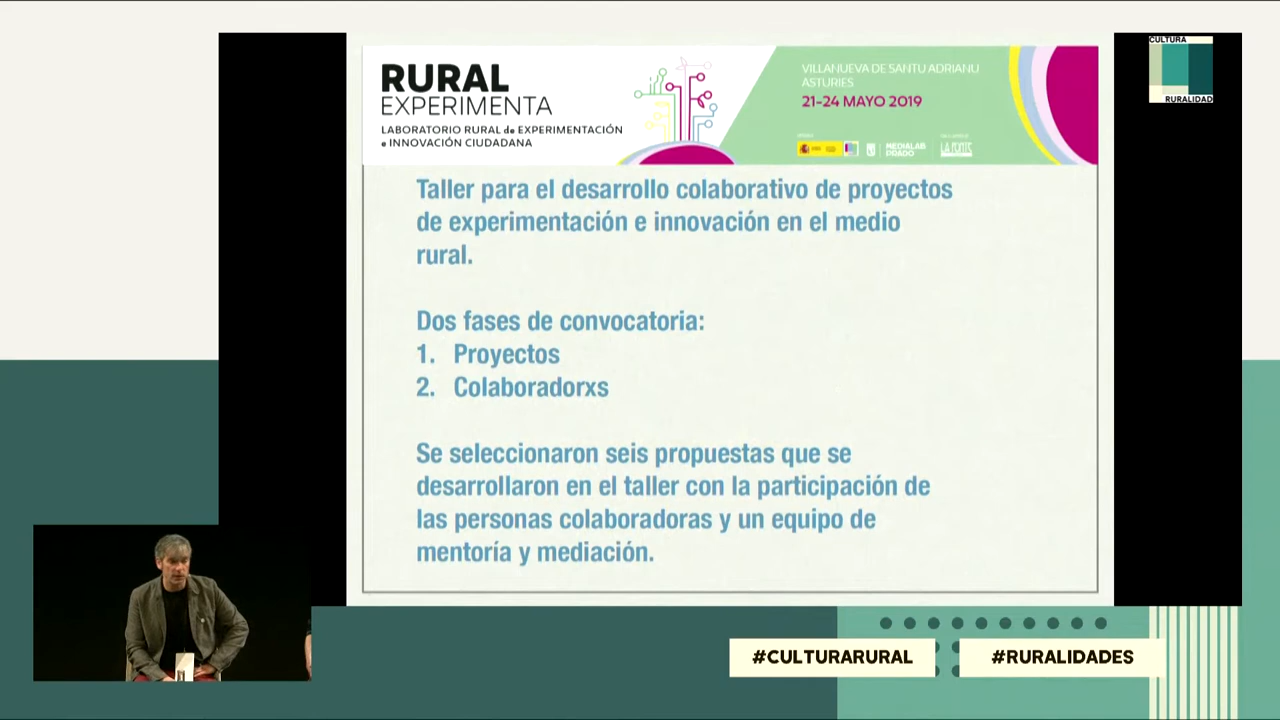 CULTURA
RURALIDAD
RURAL
EXPERIMENTA
LABORATORIO RURAL de EXPERIMENTACIÓN
e INNOVACIÓN CIUDADANA
VILLANUEVA DE SANTU ADRIANU
ASTURIES
21-24 MAYO 2019
MEDIALAB
PRADO
LA PONTE
Taller para el desarrollo colaborativo de proyectos
de experimentación e innovación en el medio
rural.
Dos fases de convocatoria:
1. Proyectos
2. Colaboradorxs
Se seleccionaron seis propuestas que se
desarrollaron en el taller con la participación de
las personas colaboradoras y un equipo de
mentoría y mediación.
#CULTURARURAL
#RURALIDADES